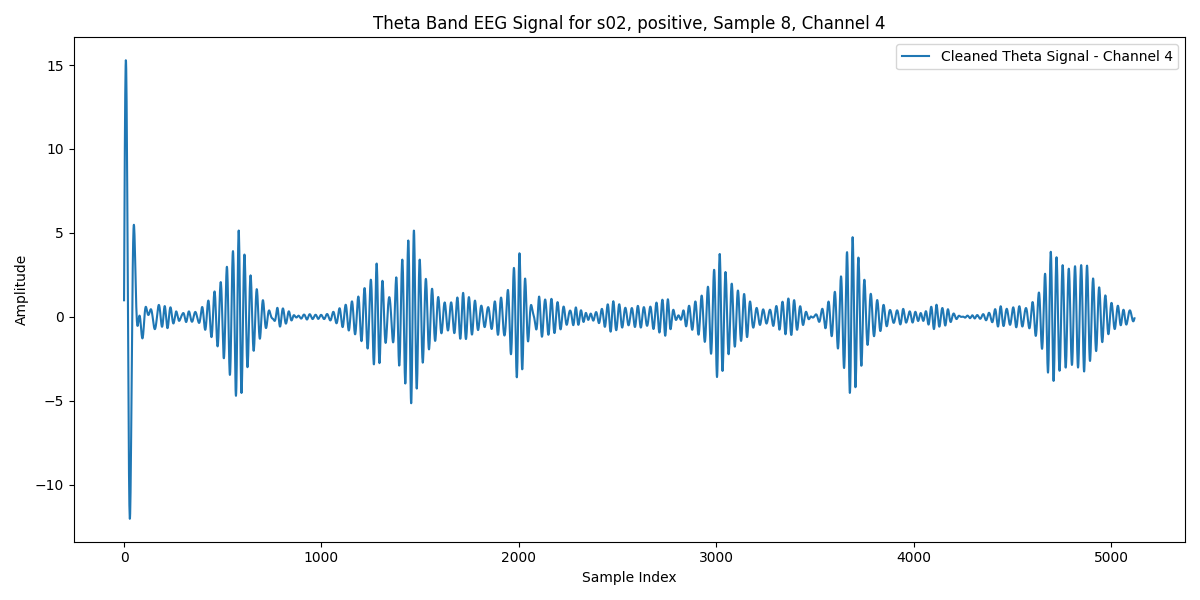 Theta Band EEG Signal for s02, positive, Sample 8, Channel 4
Cleaned Theta Signal - Channel 4
15
10
5
0
−5
−10
Amplitude
0 1000 2000 3000 4000 5000
Sample Index